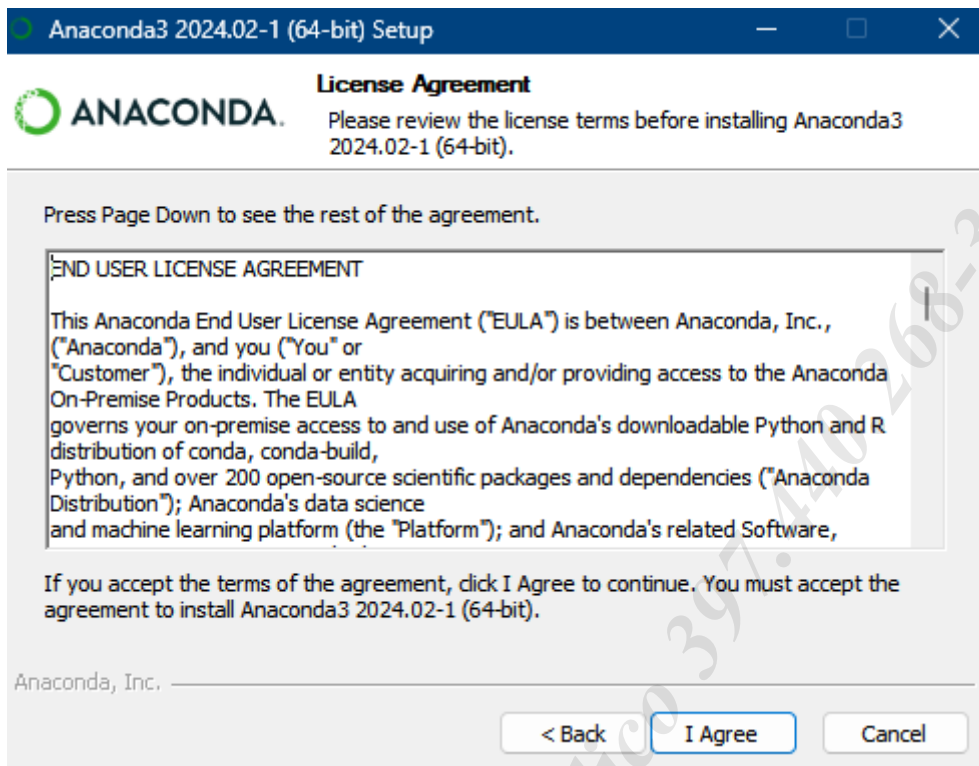 Anaconda3 2024.02-1 (64-bit) Setup
ANACONDA.
License Agreement
Please review the license terms before installing Anaconda3
2024.02-1 (64-bit).
Press Page Down to see the rest of the agreement.
END USER LICENSE AGREEMENT
This Anaconda End User License Agreement ("EULA") is between Anaconda, Inc.,
("Anaconda"), and you ("You" or
"Customer"), the individual or entity acquiring and/or providing access to the Anaconda
On-Premise Products. The EULA
governs your on-premise access to and use of Anaconda's downloadable Python and R
distribution of conda, conda-build,
Python, and over 200 open-source scientific packages and dependencies ("Anaconda
Distribution"); Anaconda's data science
and machine learning platform (the "Platform"); and Anaconda's related Software,
If you accept the terms of the agreement, click I Agree to continue. You must accept the
agreement to install Anaconda3 2024.02-1 (64-bit).
Anaconda, Inc.
< Back
I Agree
Cancel
397.440 268-3